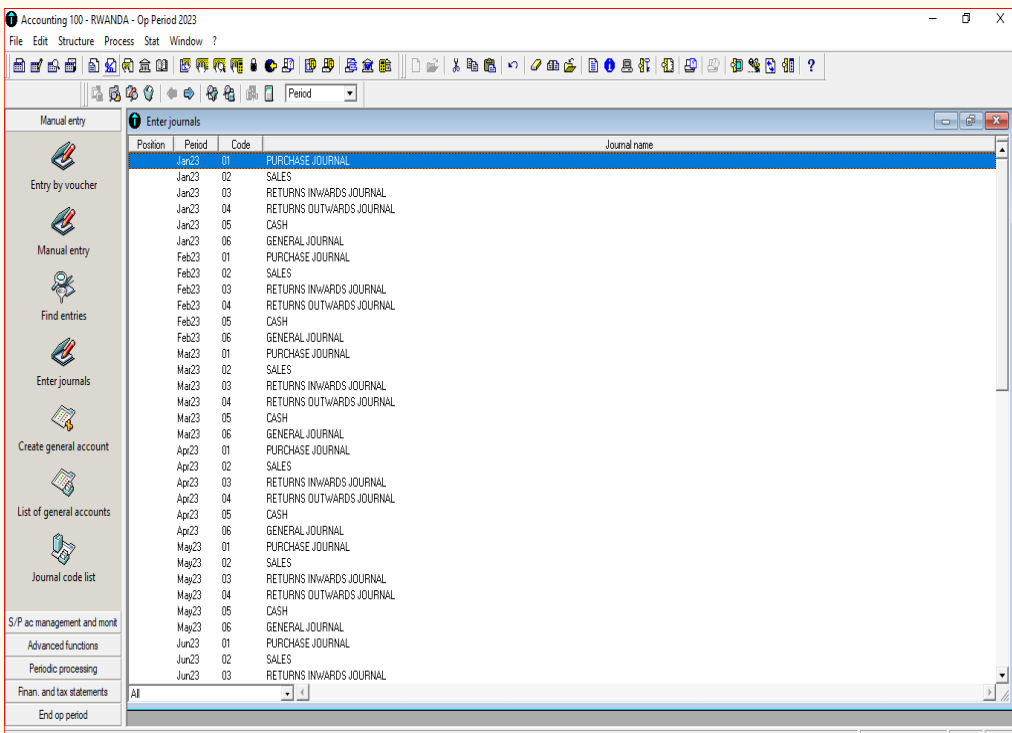 Accounting 100 - RWANDA - Op Period 2023
File Edit Structure Process Stat Window ?
Period
Manual entry
Entry by voucher
Manual entry
Find entries
Enter journals
Create general account
List of general accounts
Journal code list
S/P ac management and monit
Advanced functions
Periodic processing
Finan. and tax statements
End op period
Enter journals
Position Period Code Journal name
Jan23 01 PURCHASE JOURNAL
Jan23 02 SALES
Jan23 03 RETURNS INWARDS JOURNAL
Jan23 04 RETURNS OUTWARDS JOURNAL
Jan23 05 CASH
Jan23 06 GENERAL JOURNAL
Feb23 01 PURCHASE JOURNAL
Feb23 02 SALES
Feb23 03 RETURNS INWARDS JOURNAL
Feb23 04 RETURNS OUTWARDS JOURNAL
Feb23 05 CASH
Feb23 06 GENERAL JOURNAL
Mar23 01 PURCHASE JOURNAL
Mar23 02 SALES
Mar23 03 RETURNS INWARDS JOURNAL
Mar23 04 RETURNS OUTWARDS JOURNAL
Mar23 05 CASH
Mar23 06 GENERAL JOURNAL
Apr23 01 PURCHASE JOURNAL
Apr23 02 SALES
Apr23 03 RETURNS INWARDS JOURNAL
Apr23 04 RETURNS OUTWARDS JOURNAL
Apr23 05 CASH
Apr23 06 GENERAL JOURNAL
May23 01 PURCHASE JOURNAL
May23 02 SALES
May23 03 RETURNS INWARDS JOURNAL
May23 04 RETURNS OUTWARDS JOURNAL
May23 05 CASH
May23 06 GENERAL JOURNAL
Jun23 01 PURCHASE JOURNAL
Jun23 02 SALES
Jun23 03 RETURNS INWARDS JOURNAL
All